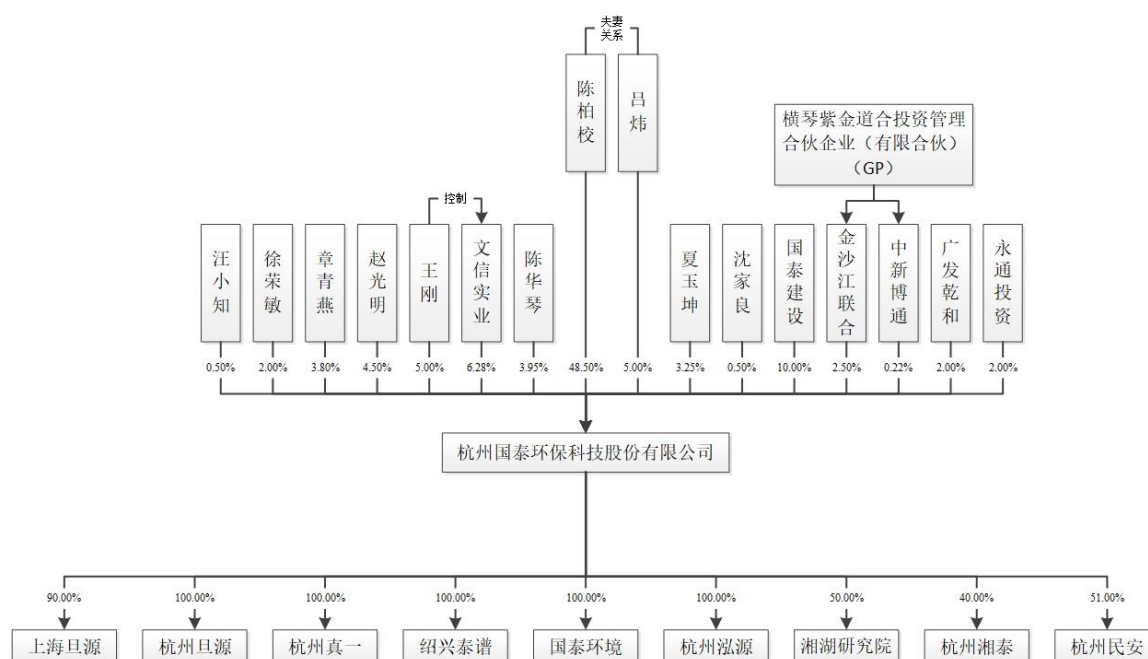 夫妻
关系
陈柏校
吕炜
横琴紫金道合投资管理
合伙企业（有限合伙）
（GP）
控制
汪小知
徐荣敏
章青燕
赵光明
王刚
文信实业
陈华琴
夏玉坤
沈家良
国泰建设
金沙江联合
中新博通
广发乾和
永通投资
0.50% 2.00% 3.80% 4.50% 5.00% 6.28% 3.95% 48.50% 5.00% 3.25% 0.50% 10.00% 2.50% 0.22% 2.00% 2.00%
杭州国泰环保科技股份有限公司
90.00% 100.00% 100.00% 100.00% 100.00% 100.00% 50.00% 40.00% 51.00%
上海旦源 杭州旦源 杭州真一 绍兴泰谱 国泰环境 杭州泓源 湘湖研究院 杭州湘泰 杭州民安